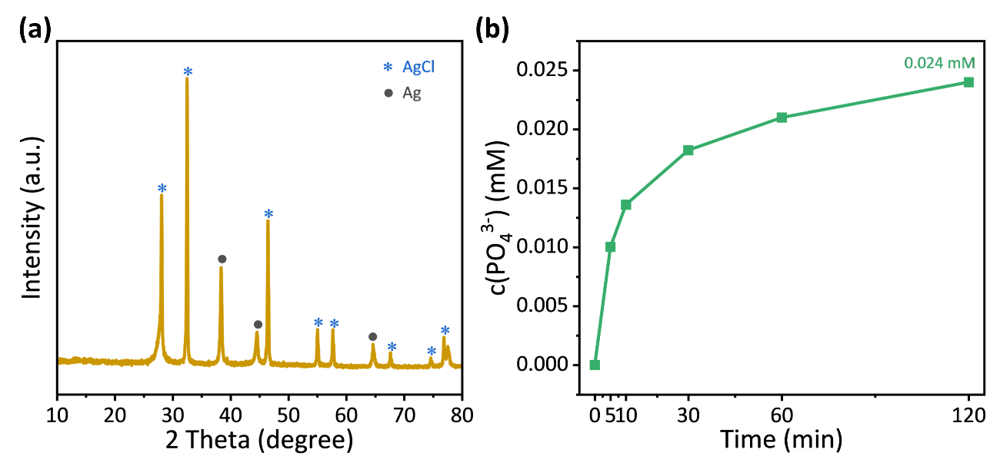 (a)
* AgCl
● Ag
Intensity (a.u.)
10 20 30 40 50 60 70 80
2 Theta (degree)
(b)
0.024 mM
0.025
0.020
0.015
0.010
0.005
0.000
c(PO₄³⁻) (mM)
0 5 10 30 60 120
Time (min)